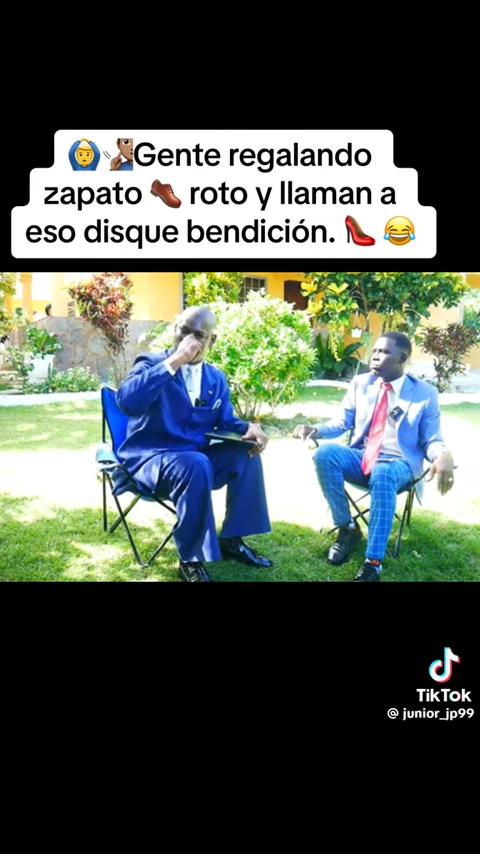 🙆‍♂️🧏🏽‍♂️Gente regalando
zapato 👞 roto y llaman a
eso disque bendición. 👠 😂
TikTok
@ junior_jp99